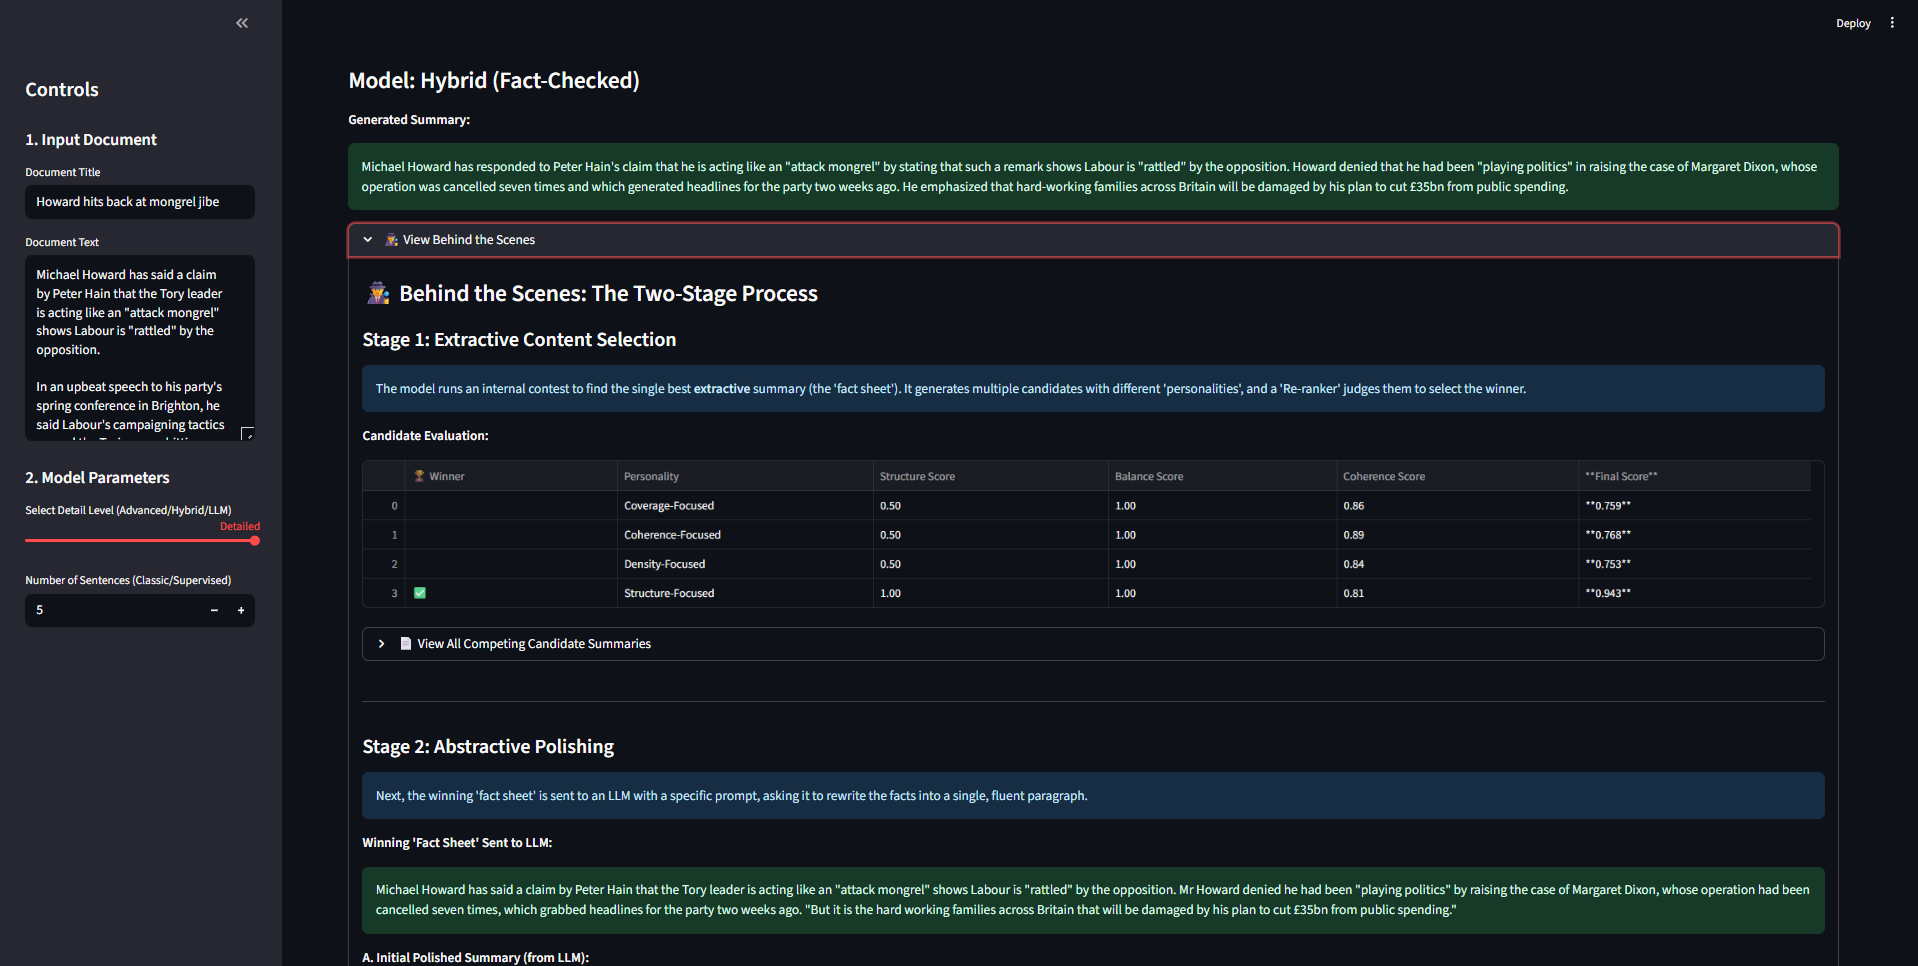 Deploy
Controls
1. Input Document
Document Title
Howard hits back at mongrel jibe
Document Text
Michael Howard has said a claim
by Peter Hain that the Tory leader
is acting like an "attack mongrel"
shows Labour is "rattled" by the
opposition.
In an upbeat speech to his party's
spring conference in Brighton, he
said Labour's campaigning tactics
2. Model Parameters
Select Detail Level (Advanced/Hybrid/LLM)
Detailed
Number of Sentences (Classic/Supervised)
5
Model: Hybrid (Fact-Checked)
Generated Summary:
Michael Howard has responded to Peter Hain's claim that he is acting like an "attack mongrel" by stating that such a remark shows Labour is "rattled" by the opposition. Howard denied that he had been "playing politics" in raising the case of Margaret Dixon, whose
operation was cancelled seven times and which generated headlines for the party two weeks ago. He emphasized that hard-working families across Britain will be damaged by his plan to cut £35bn from public spending.
View Behind the Scenes
Behind the Scenes: The Two-Stage Process
Stage 1: Extractive Content Selection
The model runs an internal contest to find the single best extractive summary (the 'fact sheet'). It generates multiple candidates with different 'personalities', and a 'Re-ranker' judges them to select the winner.
Candidate Evaluation:
Winner Personality Structure Score Balance Score Coherence Score **Final Score**
0 Coverage-Focused 0.50 1.00 0.86 **0.759**
1 Coherence-Focused 0.50 1.00 0.89 **0.768**
2 Density-Focused 0.50 1.00 0.84 **0.753**
3 Structure-Focused 1.00 1.00 0.81 **0.943**
View All Competing Candidate Summaries
Stage 2: Abstractive Polishing
Next, the winning 'fact sheet' is sent to an LLM with a specific prompt, asking it to rewrite the facts into a single, fluent paragraph.
Winning 'Fact Sheet' Sent to LLM:
Michael Howard has said a claim by Peter Hain that the Tory leader is acting like an "attack mongrel" shows Labour is "rattled" by the opposition. Mr Howard denied he had been "playing politics" by raising the case of Margaret Dixon, whose operation had been
cancelled seven times, which grabbed headlines for the party two weeks ago. "But it is the hard working families across Britain that will be damaged by his plan to cut £35bn from public spending."
A. Initial Polished Summary (from LLM):